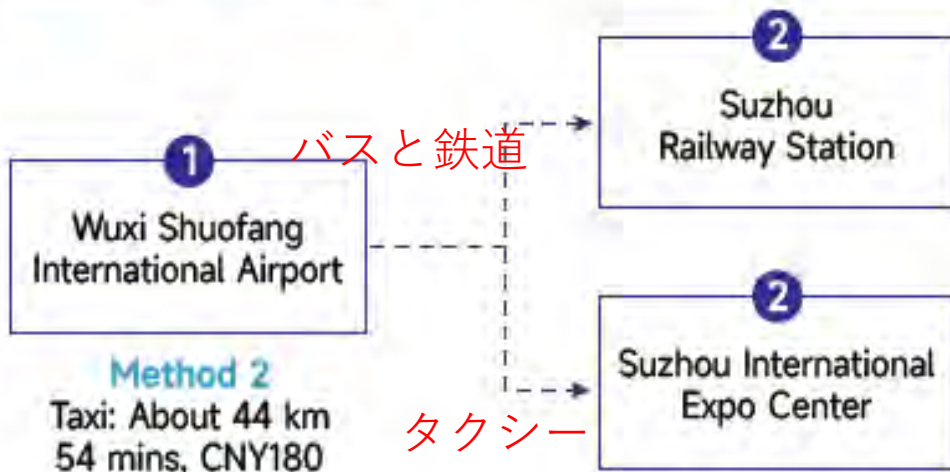 1
Wuxi Shuofang
International Airport
Method 2
Taxi: About 44 km
54 mins, CNY180
バスと鉄道
タクシー
2
Suzhou
Railway Station
2
Suzhou International
Expo Center